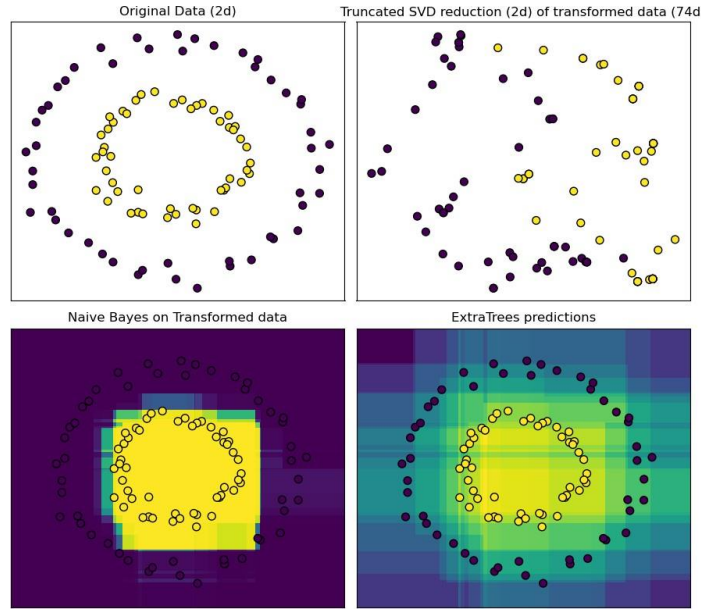 Original Data (2d)
Truncated SVD reduction (2d) of transformed data (74d
Naive Bayes on Transformed data
ExtraTrees predictions